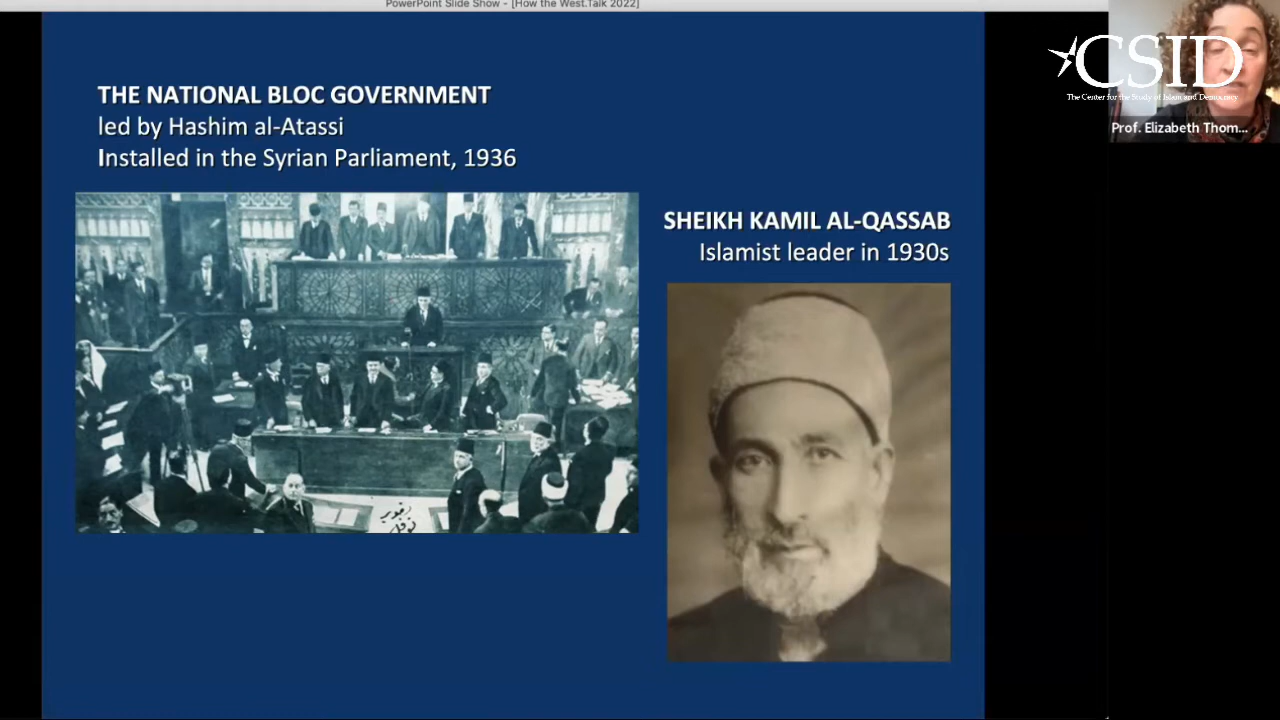 PowerPoint Slide Show - [How the West.Talk 2022]
THE NATIONAL BLOC GOVERNMENT
led by Hashim al-Atassi
Installed in the Syrian Parliament, 1936
SHEIKH KAMIL AL-QASSAB
Islamist leader in 1930s
CSID
The Center for the Study of Islam and Democracy
Prof. Elizabeth Thom...